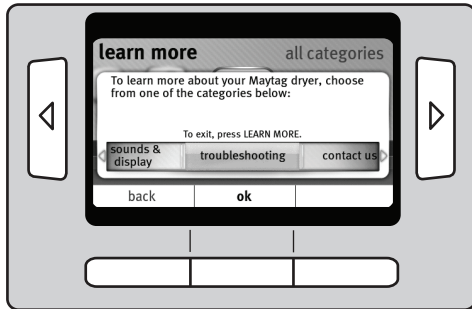 learn more all categories
To learn more about your Maytag dryer, choose
from one of the categories below:
To exit, press LEARN MORE.
sounds &
display troubleshooting contact us
back ok